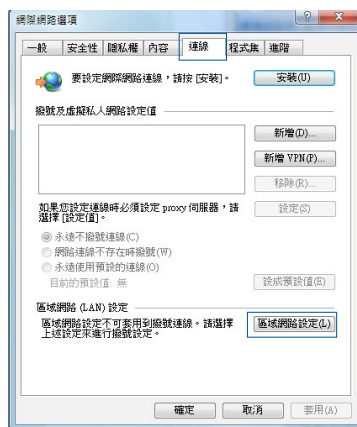 網際網路選項
一般 安全性 隱私權 內容 連線 程式集 進階
要設定網際網路連線，請按 [安裝]。 安裝(U)
撥號及虛擬私人網路設定值
新增(D)...
新增 VPN(P)...
移除(R)...
如果您設定連線時必須設定 proxy 伺服器，請
選擇 [設定值]。
設定(S)
永遠不撥號連線(C)
網路連線不存在時撥號(W)
永遠使用預設的連線(O)
目前的預設值: 無 設成預設值(E)
區域網路 (LAN) 設定
區域網路設定不可套用到撥號連線。請選擇
上述設定來進行撥號設定。
區域網路設定(L)
確定 取消 套用(A)